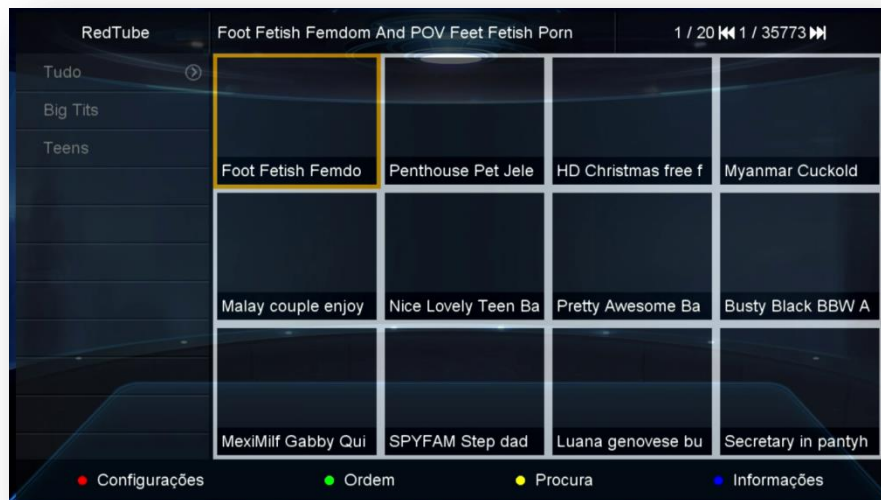 RedTube
Foot Fetish Femdom And POV Feet Fetish Porn
1 / 20 1 / 35773
Tudo
Big Tits
Teens
Foot Fetish Femdo
Penthouse Pet Jele
HD Christmas free f
Myanmar Cuckold
Malay couple enjoy
Nice Lovely Teen Ba
Pretty Awesome Ba
Busty Black BBW A
MexiMilf Gabby Qui
SPYFAM Step dad
Luana genovese bu
Secretary in pantyh
Configurações
Ordem
Procura
Informações